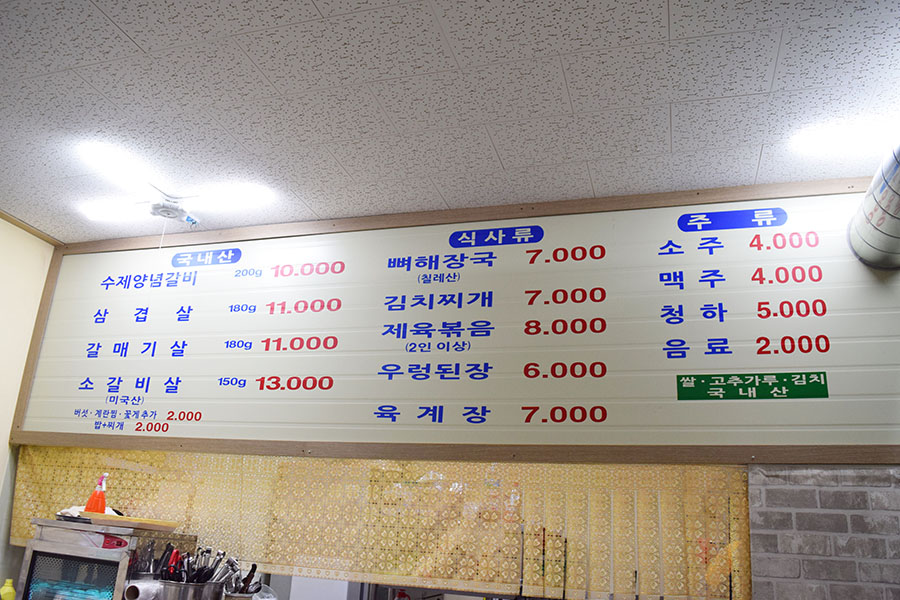 국내산
수제양념갈비 200g 10.000
삼겹살 180g 11.000
갈매기살 180g 11.000
소갈비살 150g 13.000
(미국산)
버섯·계란찜·꽃게추가 2.000
밥+찌개 2.000
식사류
뼈해장국 7.000
(칠레산)
김치찌개 7.000
제육볶음 8.000
(2인 이상)
우렁된장 6.000
육계장 7.000
주류
소주 4.000
맥주 4.000
청하 5.000
음료 2.000
쌀·고추가루·김치
국내산